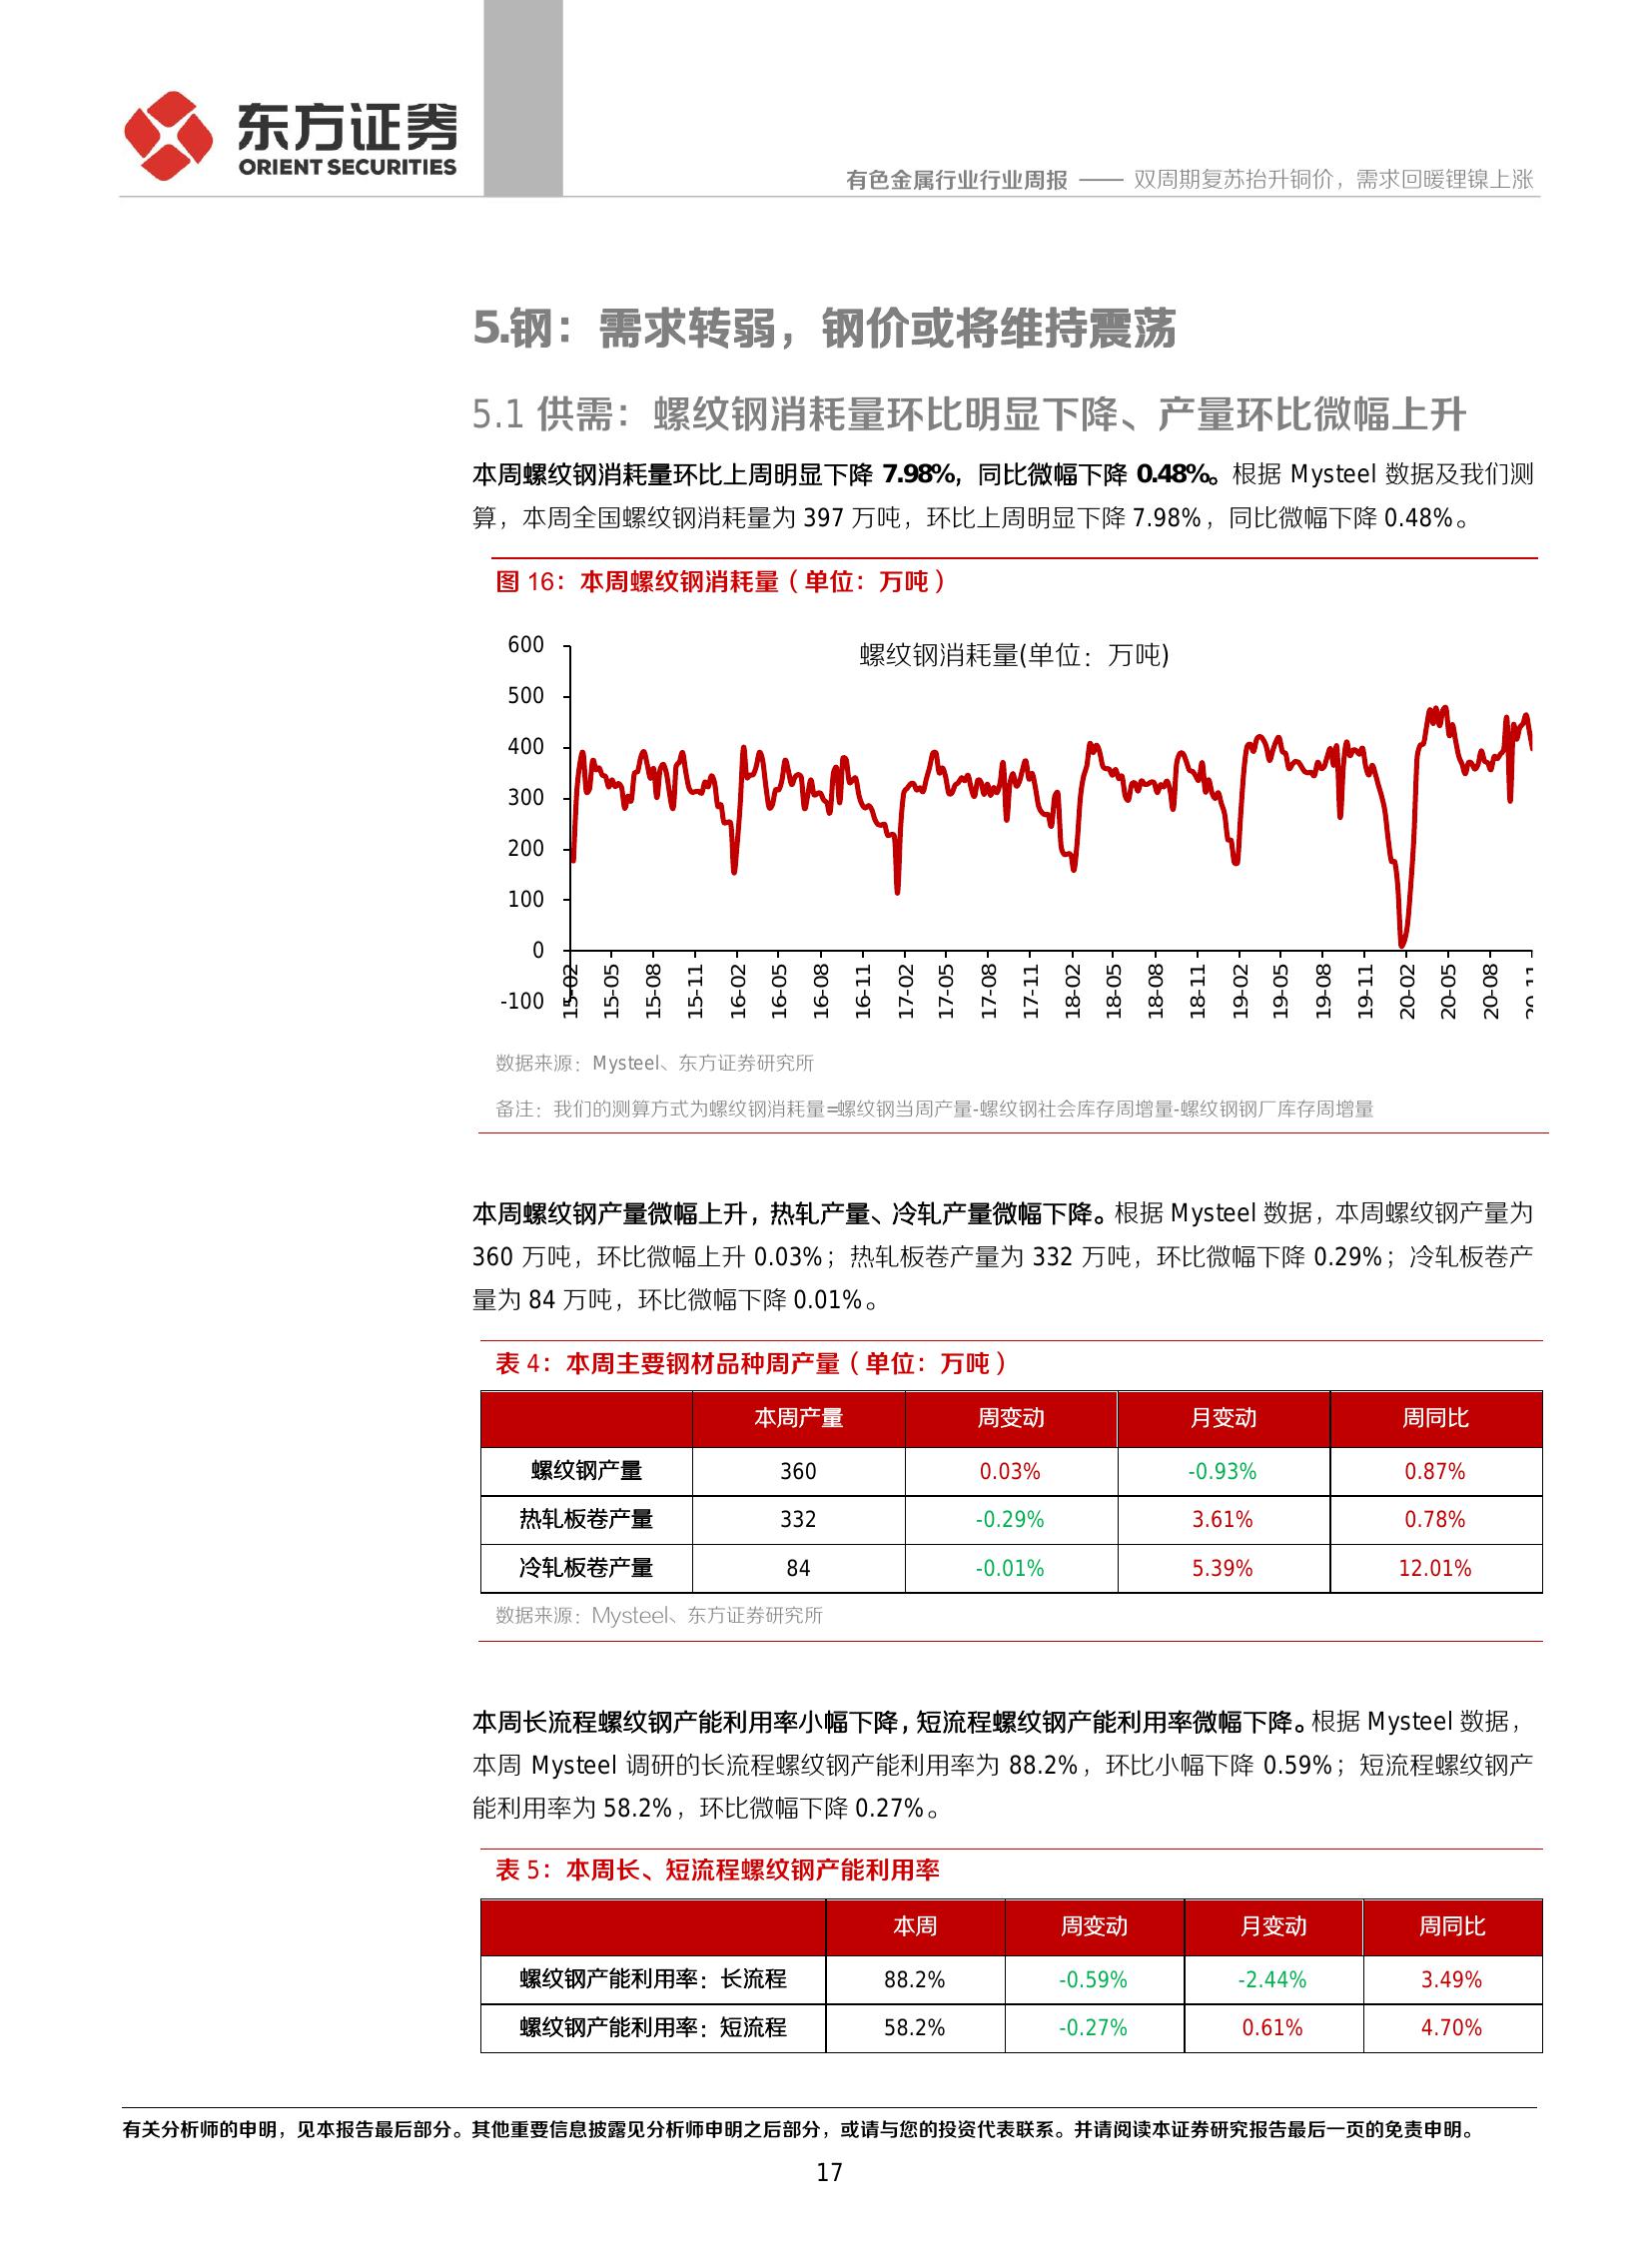 东方证券
ORIENT SECURITIES
有色金属行业行业周报 —— 双周期复苏抬升铜价，需求回暖锂镍上涨
5.钢：需求转弱，钢价或将维持震荡
5.1 供需：螺纹钢消耗量环比明显下降、产量环比微幅上升
本周螺纹钢消耗量环比上周明显下降 7.98%，同比微幅下降 0.48%。根据 Mysteel 数据及我们测
算，本周全国螺纹钢消耗量为 397 万吨，环比上周明显下降 7.98%，同比微幅下降 0.48%。
图 16：本周螺纹钢消耗量（单位：万吨）
螺纹钢消耗量(单位：万吨)
600
500
400
300
200
100
0
-100
15-02 15-05 15-08 15-11 16-02 16-05 16-08 16-11 17-02 17-05 17-08 17-11 18-02 18-05 18-08 18-11 19-02 19-05 19-08 19-11 20-02 20-05 20-08 20-11
数据来源：Mysteel、东方证券研究所
备注：我们的测算方式为螺纹钢消耗量=螺纹钢当周产量-螺纹钢社会库存周增量-螺纹钢钢厂库存周增量
本周螺纹钢产量微幅上升，热轧产量、冷轧产量微幅下降。根据 Mysteel 数据，本周螺纹钢产量为
360 万吨，环比微幅上升 0.03%；热轧板卷产量为 332 万吨，环比微幅下降 0.29%；冷轧板卷产
量为 84 万吨，环比微幅下降 0.01%。
表 4：本周主要钢材品种周产量（单位：万吨）
本周产量 周变动 月变动 周同比
螺纹钢产量 360 0.03% -0.93% 0.87%
热轧板卷产量 332 -0.29% 3.61% 0.78%
冷轧板卷产量 84 -0.01% 5.39% 12.01%
数据来源：Mysteel、东方证券研究所
本周长流程螺纹钢产能利用率小幅下降，短流程螺纹钢产能利用率微幅下降。根据 Mysteel 数据，
本周 Mysteel 调研的长流程螺纹钢产能利用率为 88.2%，环比小幅下降 0.59%；短流程螺纹钢产
能利用率为 58.2%，环比微幅下降 0.27%。
表 5：本周长、短流程螺纹钢产能利用率
本周 周变动 月变动 周同比
螺纹钢产能利用率：长流程 88.2% -0.59% -2.44% 3.49%
螺纹钢产能利用率：短流程 58.2% -0.27% 0.61% 4.70%
有关分析师的申明，见本报告最后部分。其他重要信息披露见分析师申明之后部分，或请与您的投资代表联系。并请阅读本证券研究报告最后一页的免责申明。
17